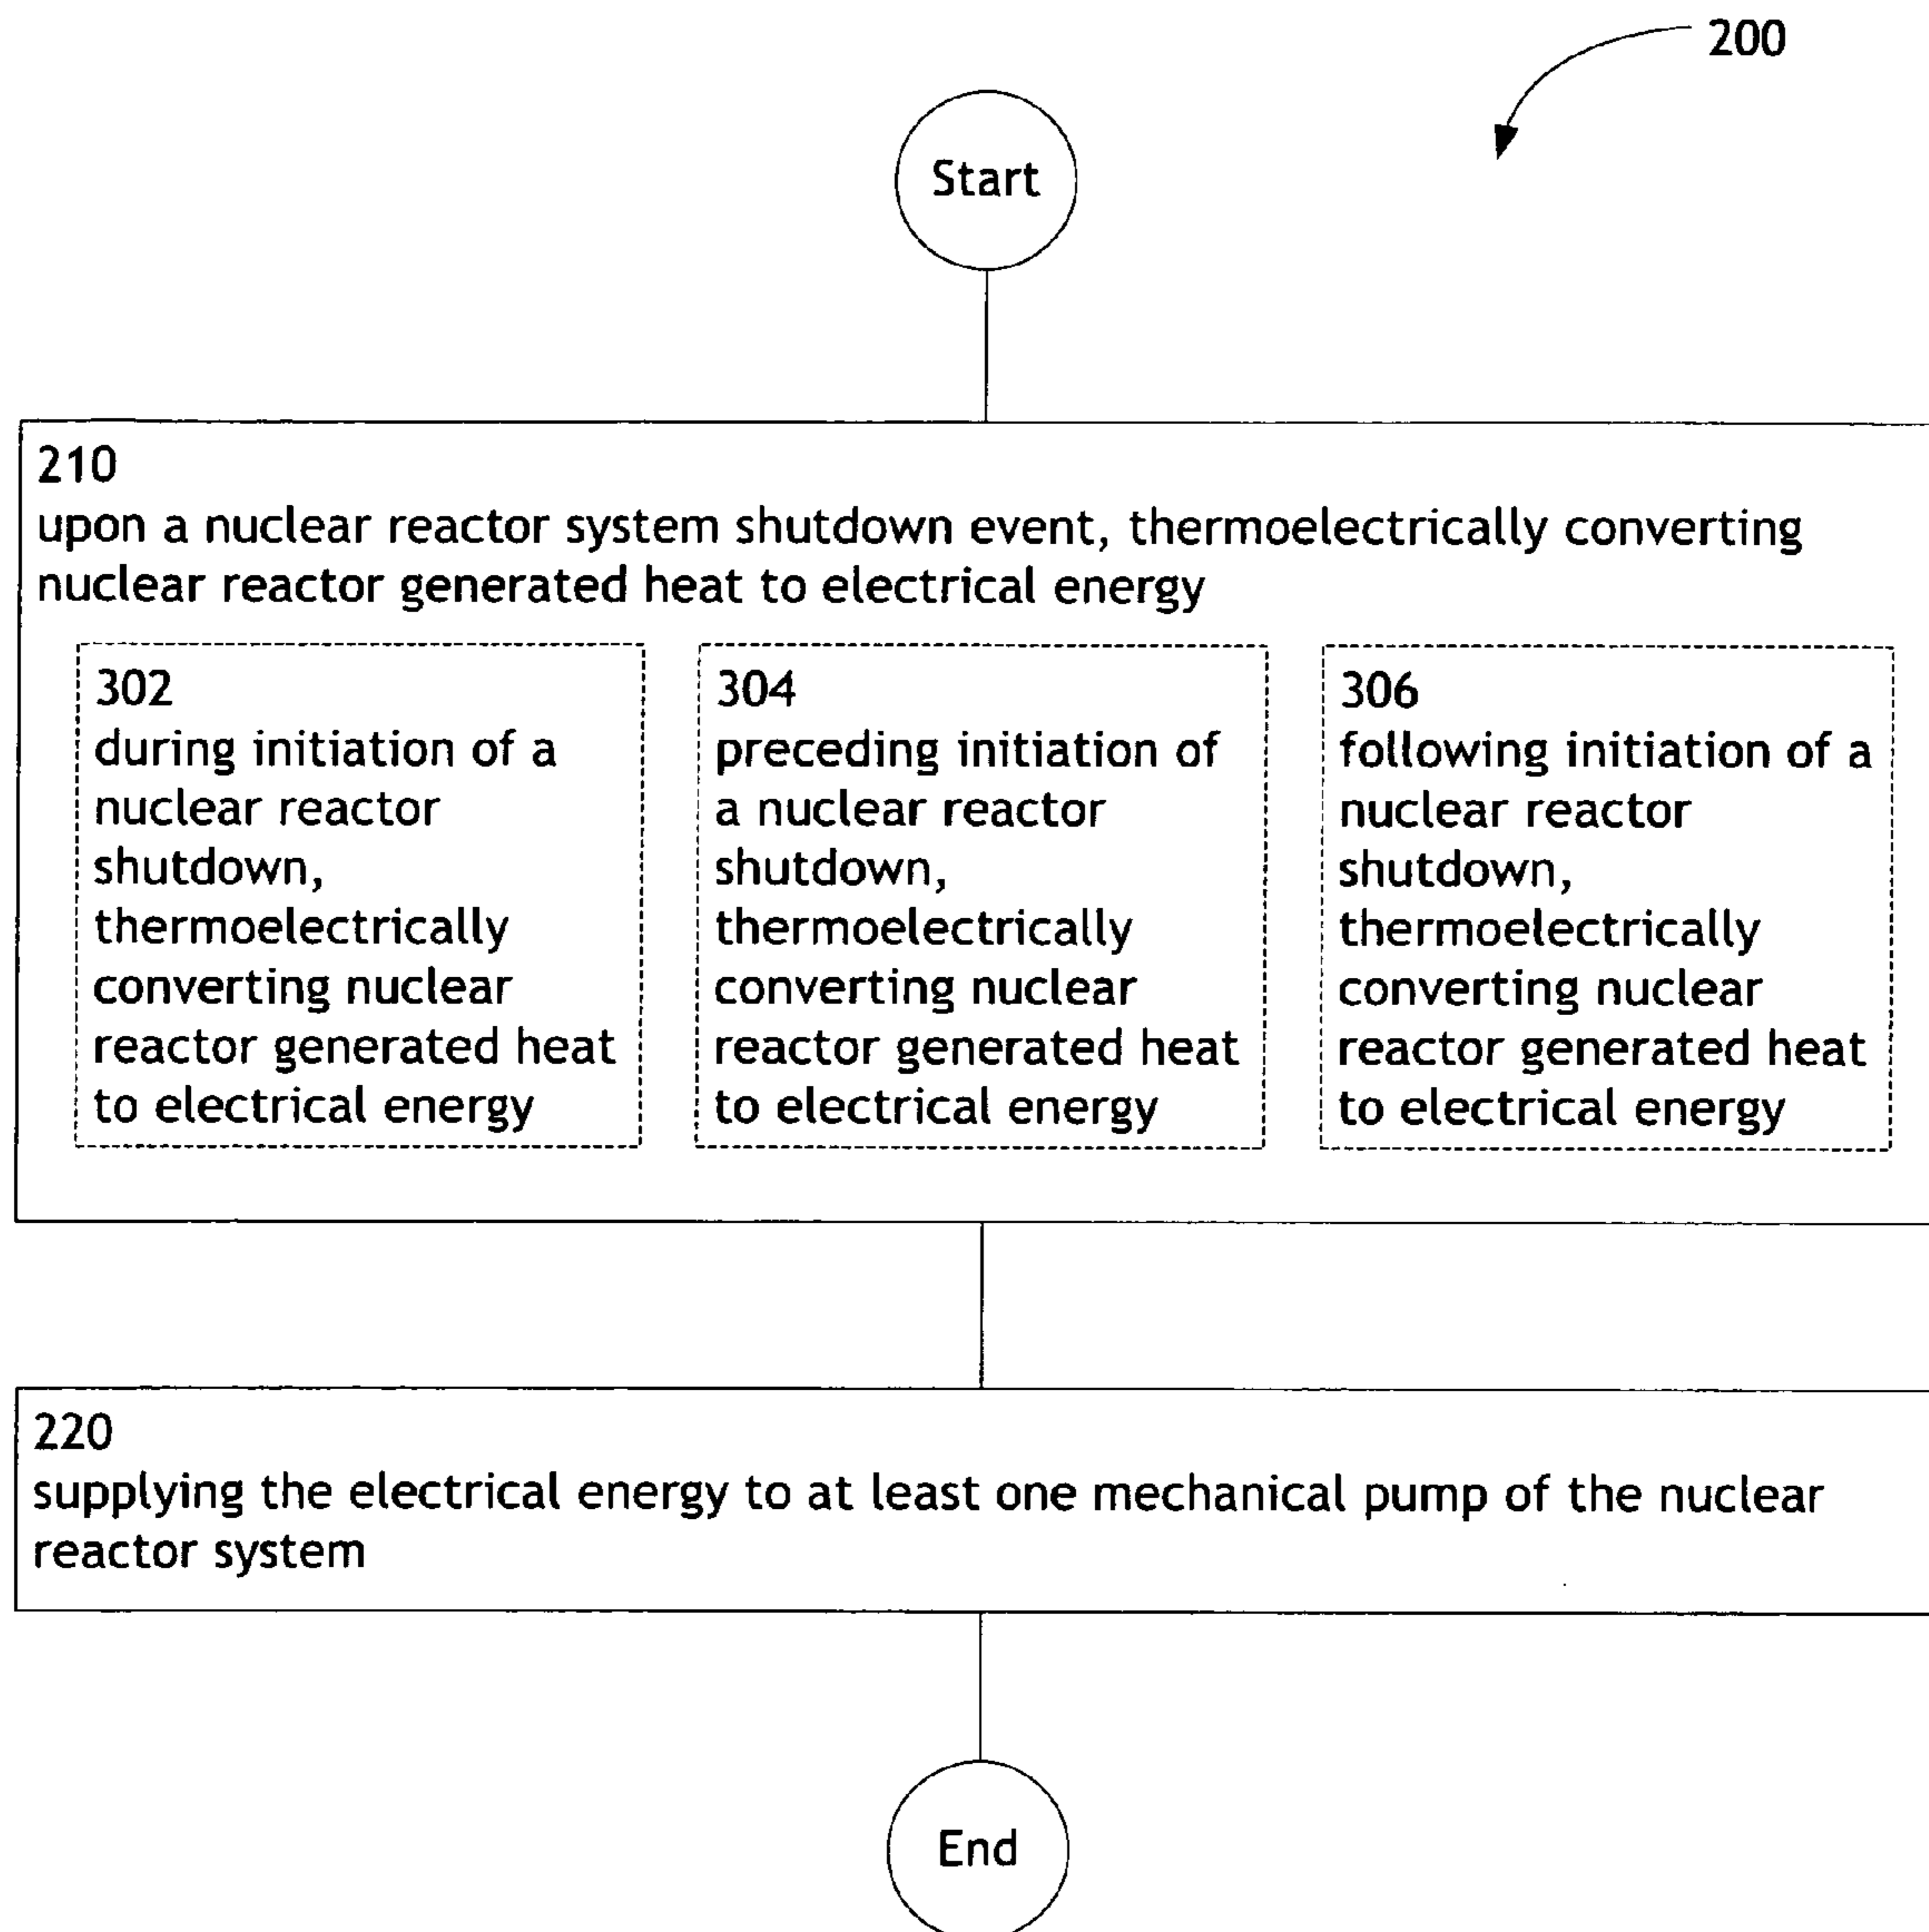 200
Start
210
upon a nuclear reactor system shutdown event, thermoelectrically converting
nuclear reactor generated heat to electrical energy
302
during initiation of a
nuclear reactor
shutdown,
thermoelectrically
converting nuclear
reactor generated heat
to electrical energy
304
preceding initiation of
a nuclear reactor
shutdown,
thermoelectrically
converting nuclear
reactor generated heat
to electrical energy
306
following initiation of a
nuclear reactor
shutdown,
thermoelectrically
converting nuclear
reactor generated heat
to electrical energy
220
supplying the electrical energy to at least one mechanical pump of the nuclear
reactor system
End